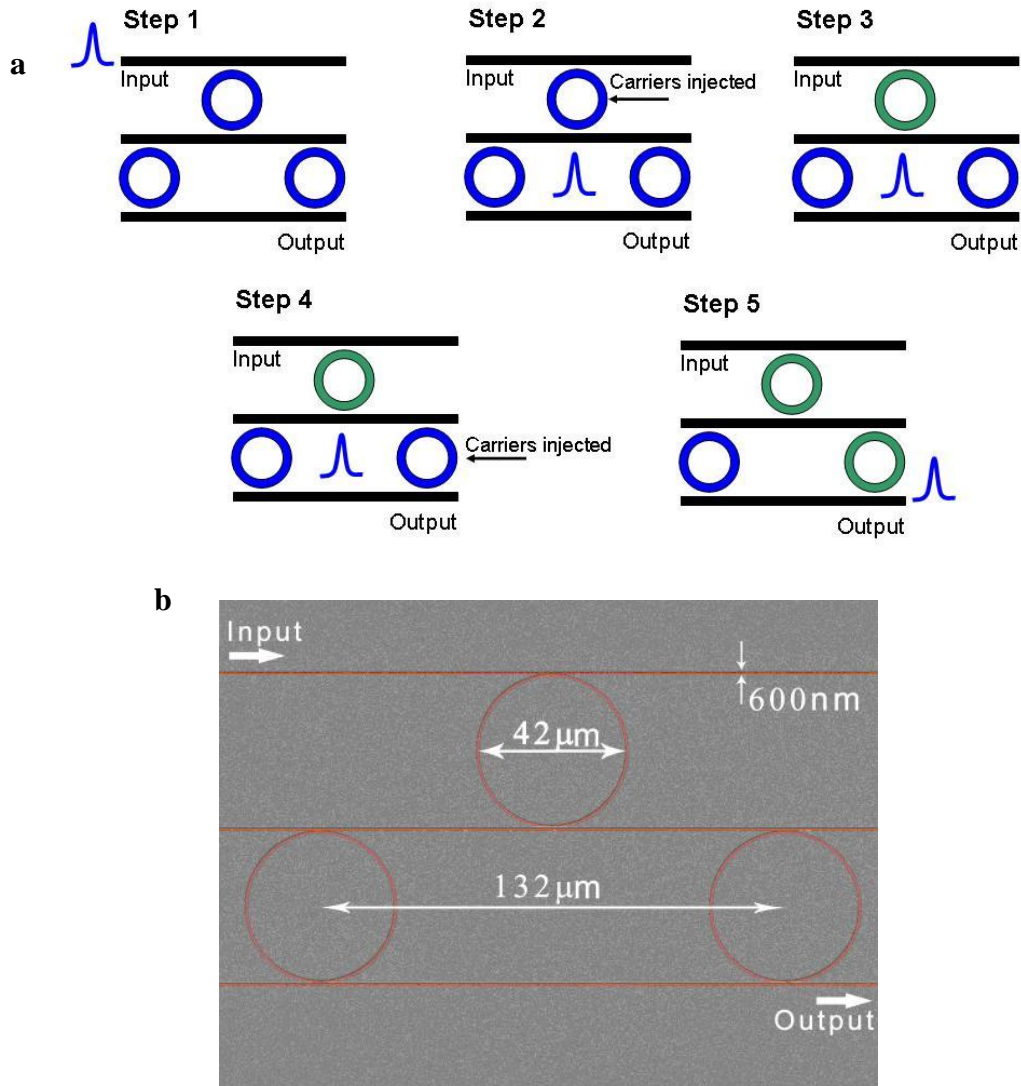 a
Step 1
Input
Output
Step 2
Input
Carriers injected
Output
Step 3
Input
Output
Step 4
Input
Carriers injected
Output
Step 5
Input
Output
b
Input
600nm
42μm
132μm
Output